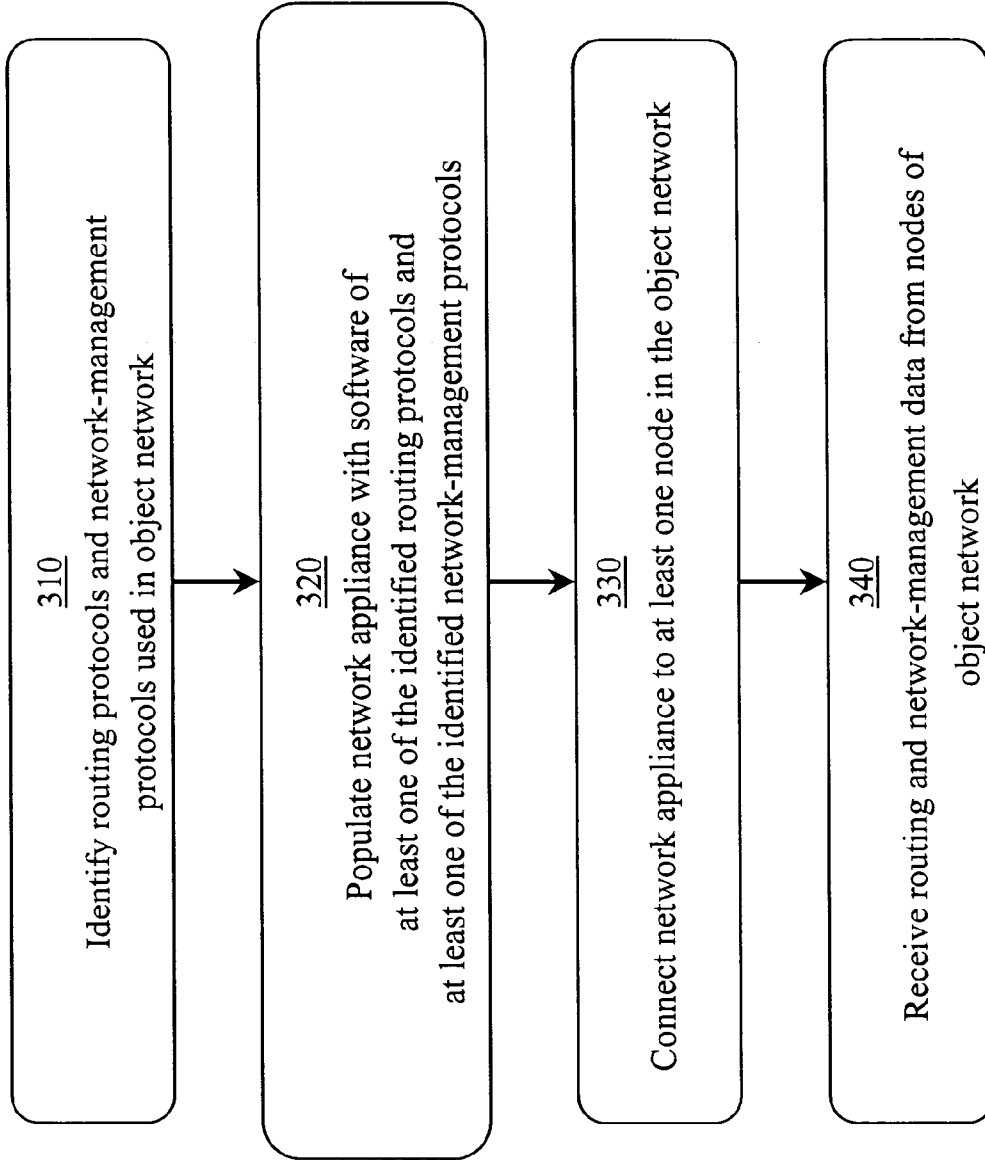 310
Identify routing protocols and network-management
protocols used in object network
320
Populate network appliance with software of
at least one of the identified routing protocols and
at least one of the identified network-management protocols
330
Connect network appliance to at least one node in the object network
340
Receive routing and network-management data from nodes of
object network